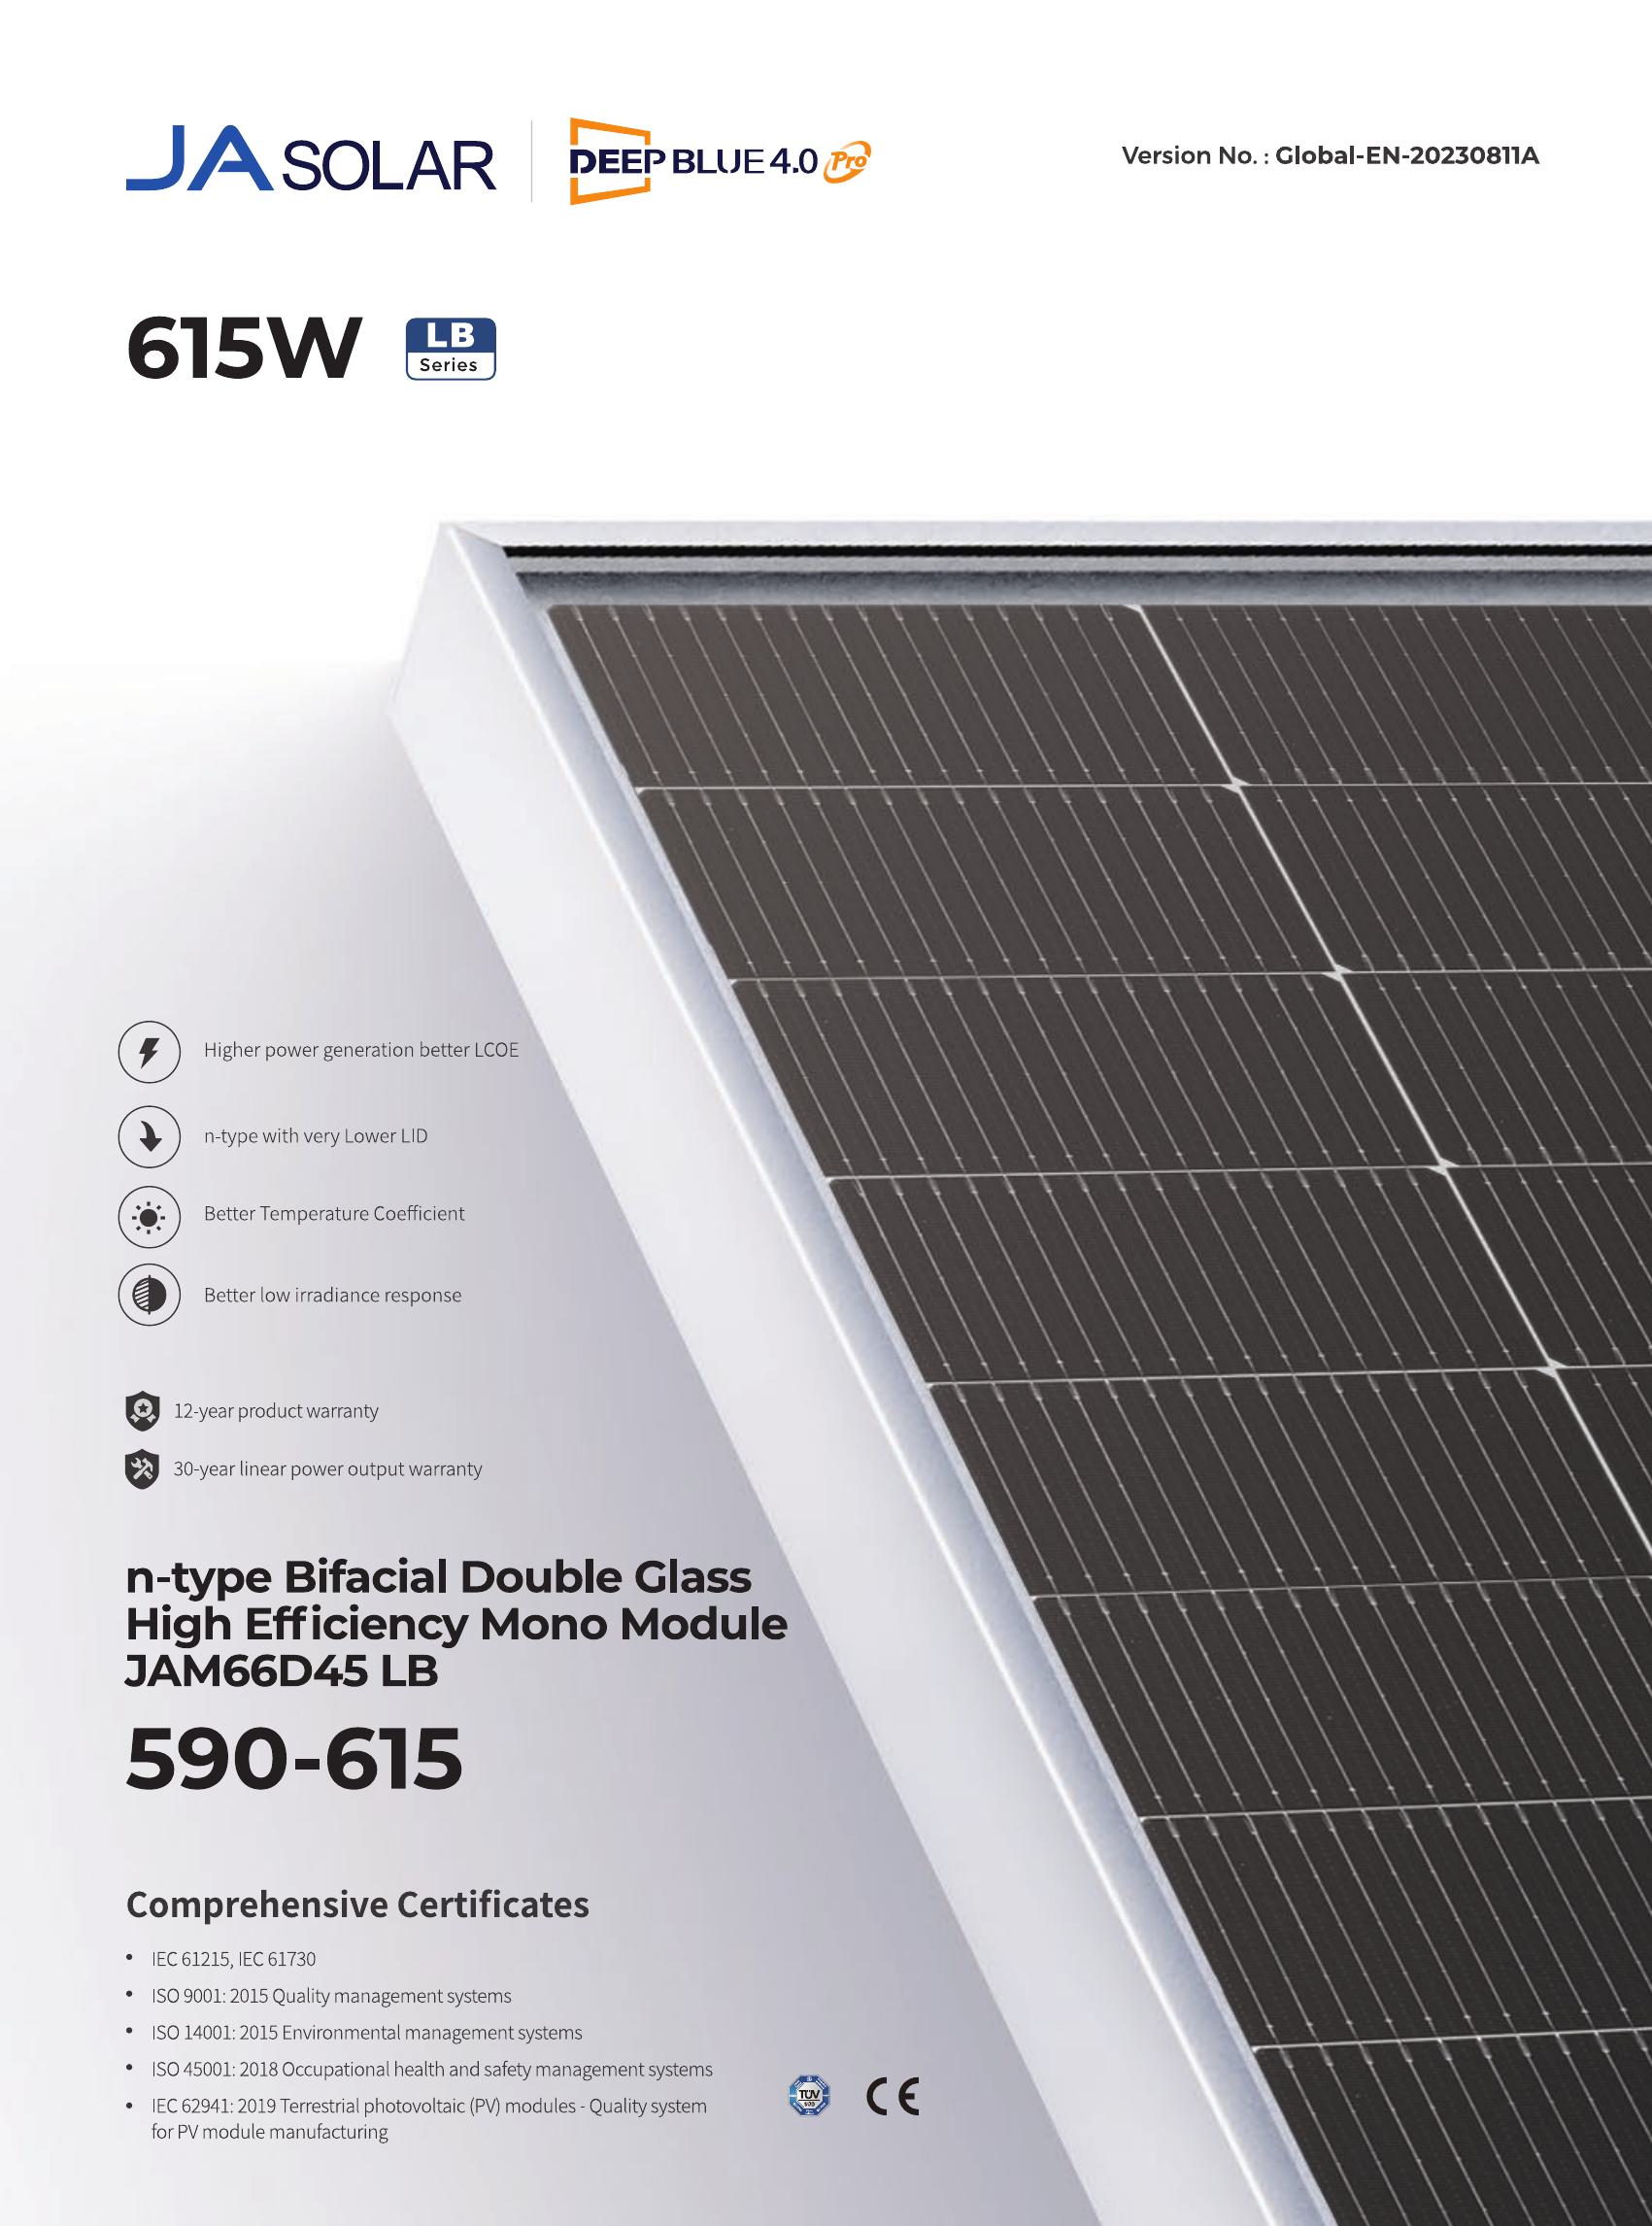 JA SOLAR
DEEP BLUE 4.0 Pro
Version No. : Global-EN-20230811A
615W
LB
Series
Higher power generation better LCOE
n-type with very Lower LID
Better Temperature Coefficient
Better low irradiance response
12-year product warranty
30-year linear power output warranty
n-type Bifacial Double Glass
High Efficiency Mono Module
JAM66D45 LB
590-615
Comprehensive Certificates
• IEC 61215, IEC 61730
• ISO 9001: 2015 Quality management systems
• ISO 14001: 2015 Environmental management systems
• ISO 45001: 2018 Occupational health and safety management systems
• IEC 62941: 2019 Terrestrial photovoltaic (PV) modules - Quality system
for PV module manufacturing
TÜV
CE